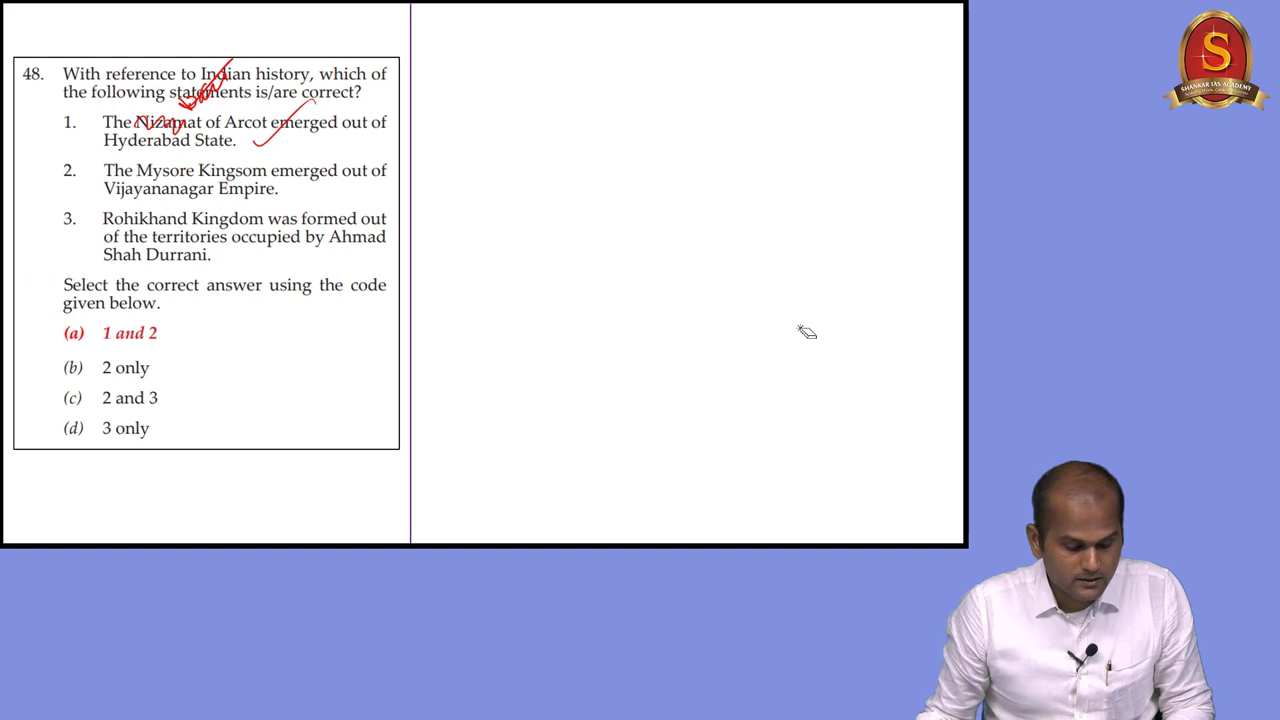 48. With reference to Indian history, which of
the following statements is/are correct?
1. The Nizamat of Arcot emerged out of
Hyderabad State.
2. The Mysore Kingsom emerged out of
Vijayananagar Empire.
3. Rohikhand Kingdom was formed out
of the territories occupied by Ahmad
Shah Durrani.
Select the correct answer using the code
given below.
(a) 1 and 2
(b) 2 only
(c) 2 and 3
(d) 3 only
S
SHANKAR IAS ACADEMY